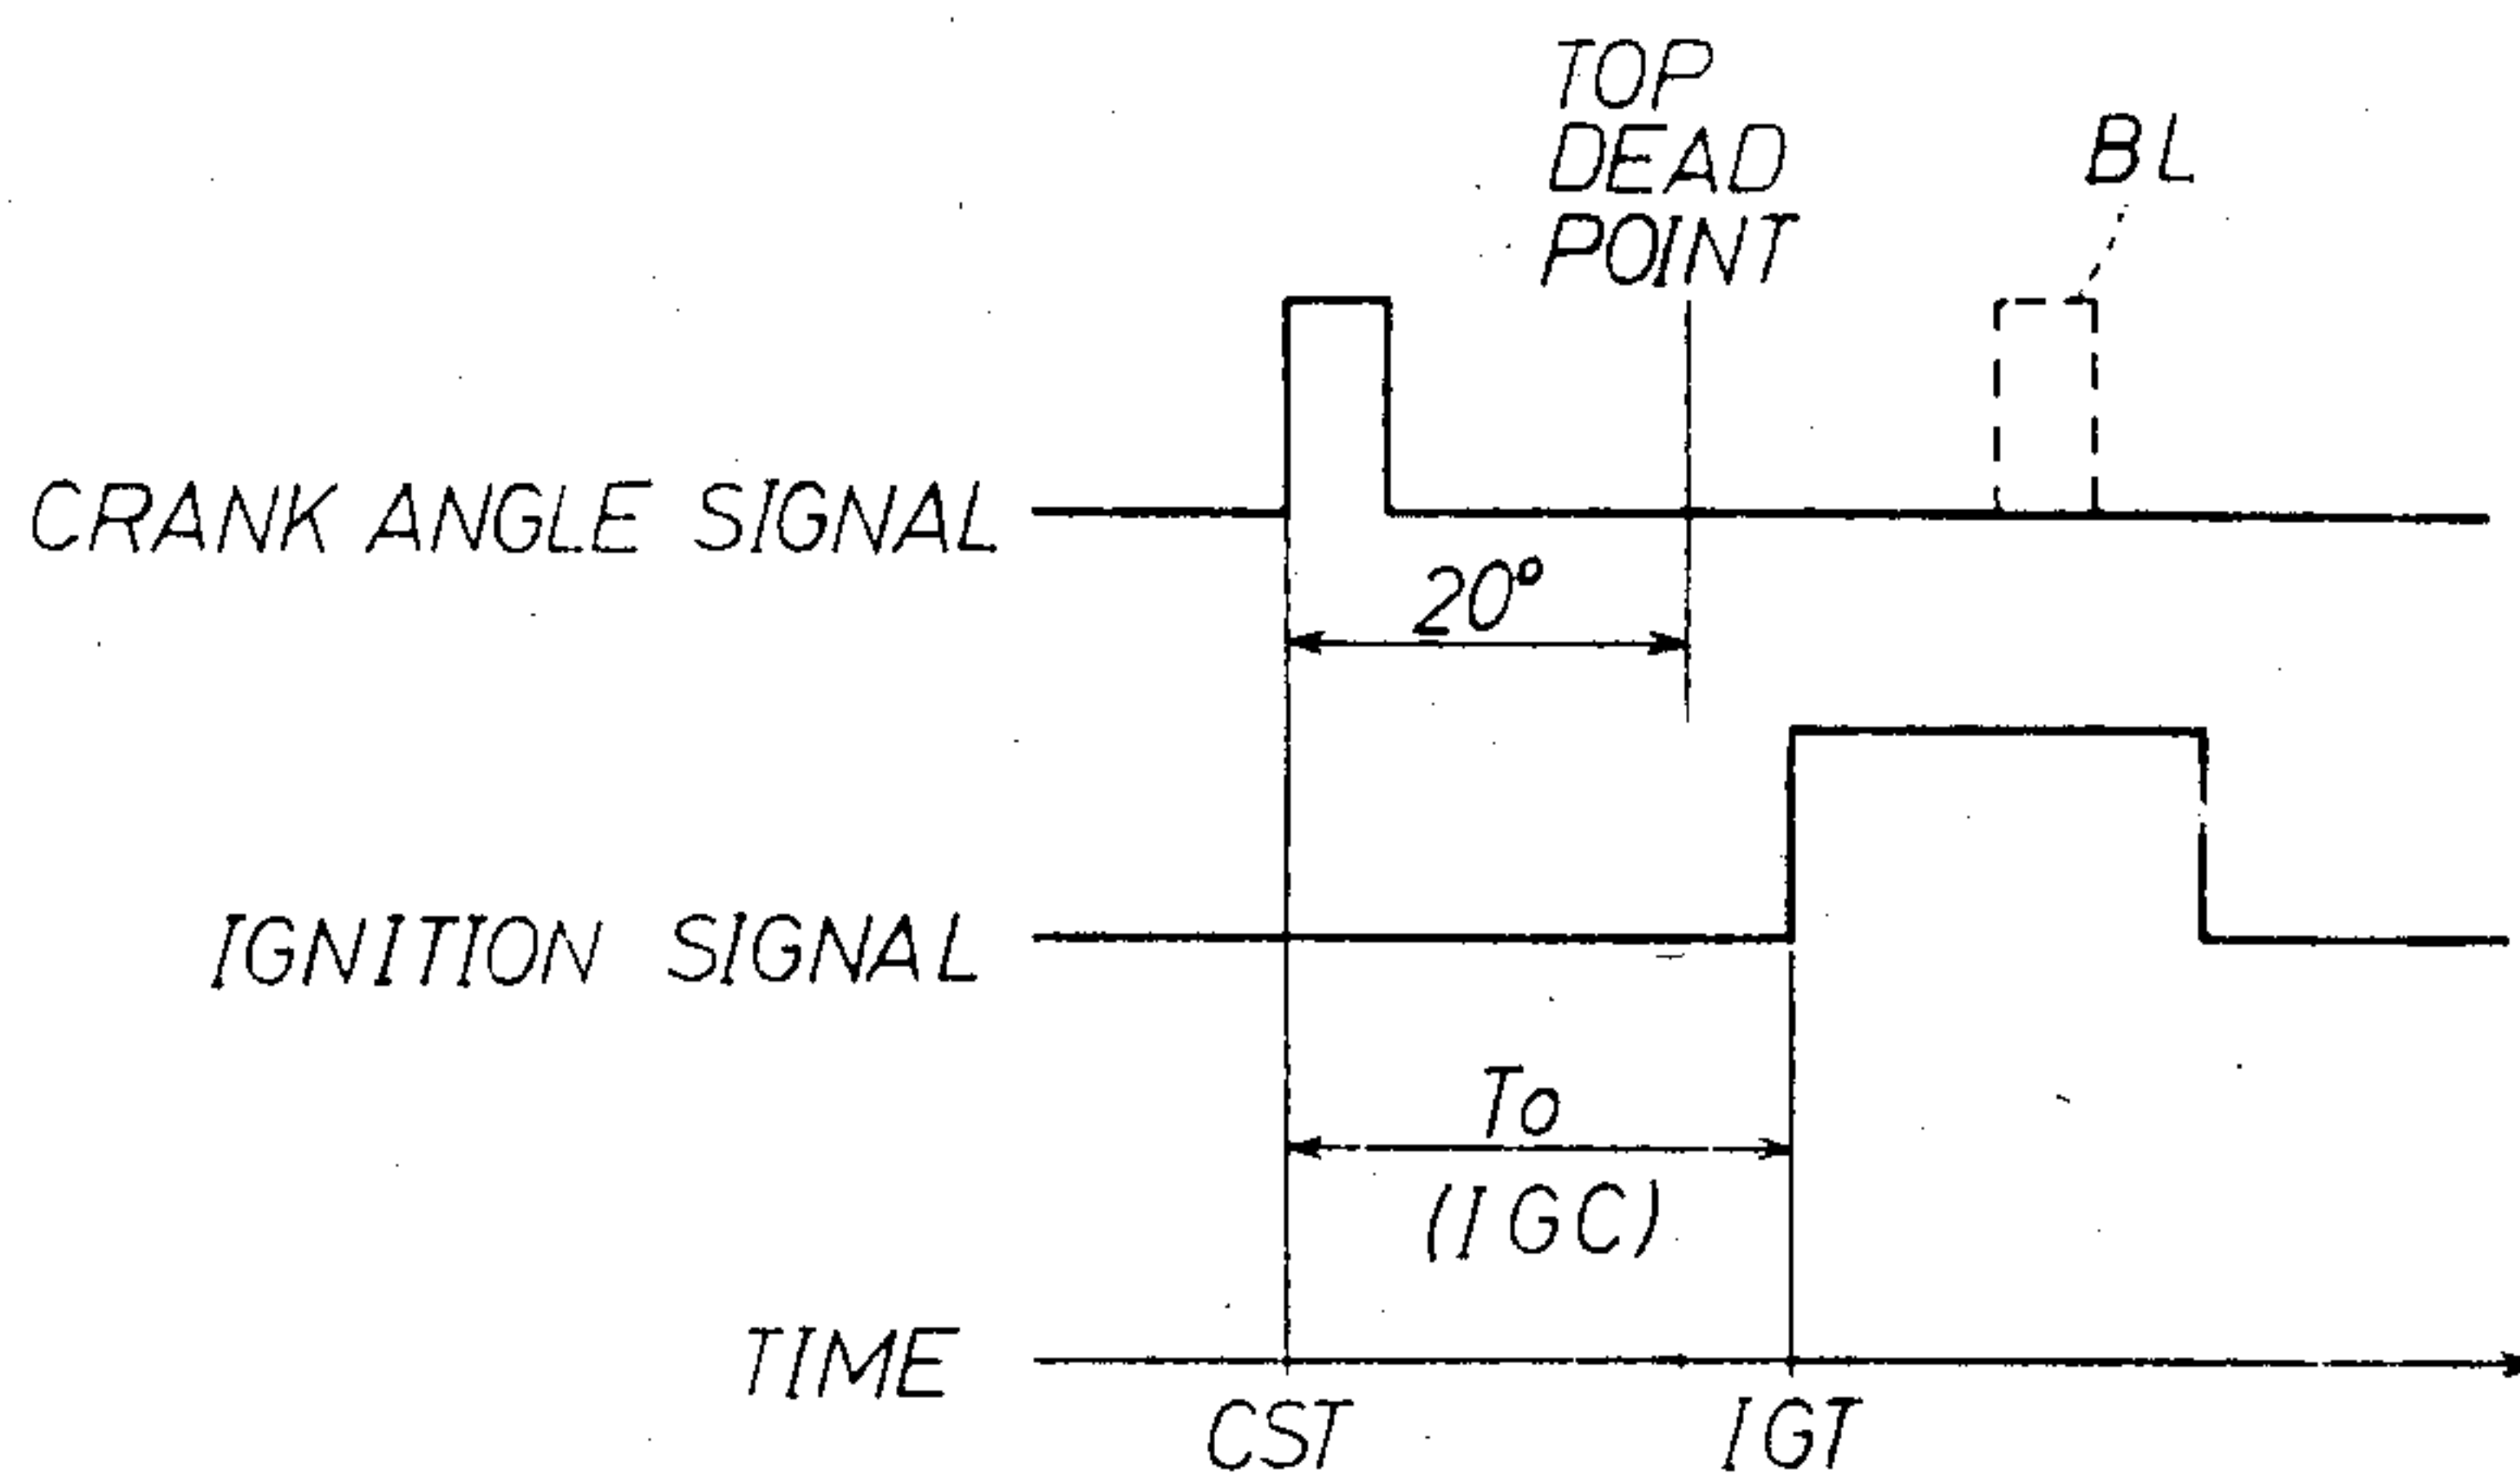 TOP
DEAD
POINT
BL
CRANK ANGLE SIGNAL
20°
IGNITION SIGNAL
To
(IGC)
TIME
CST
IGT